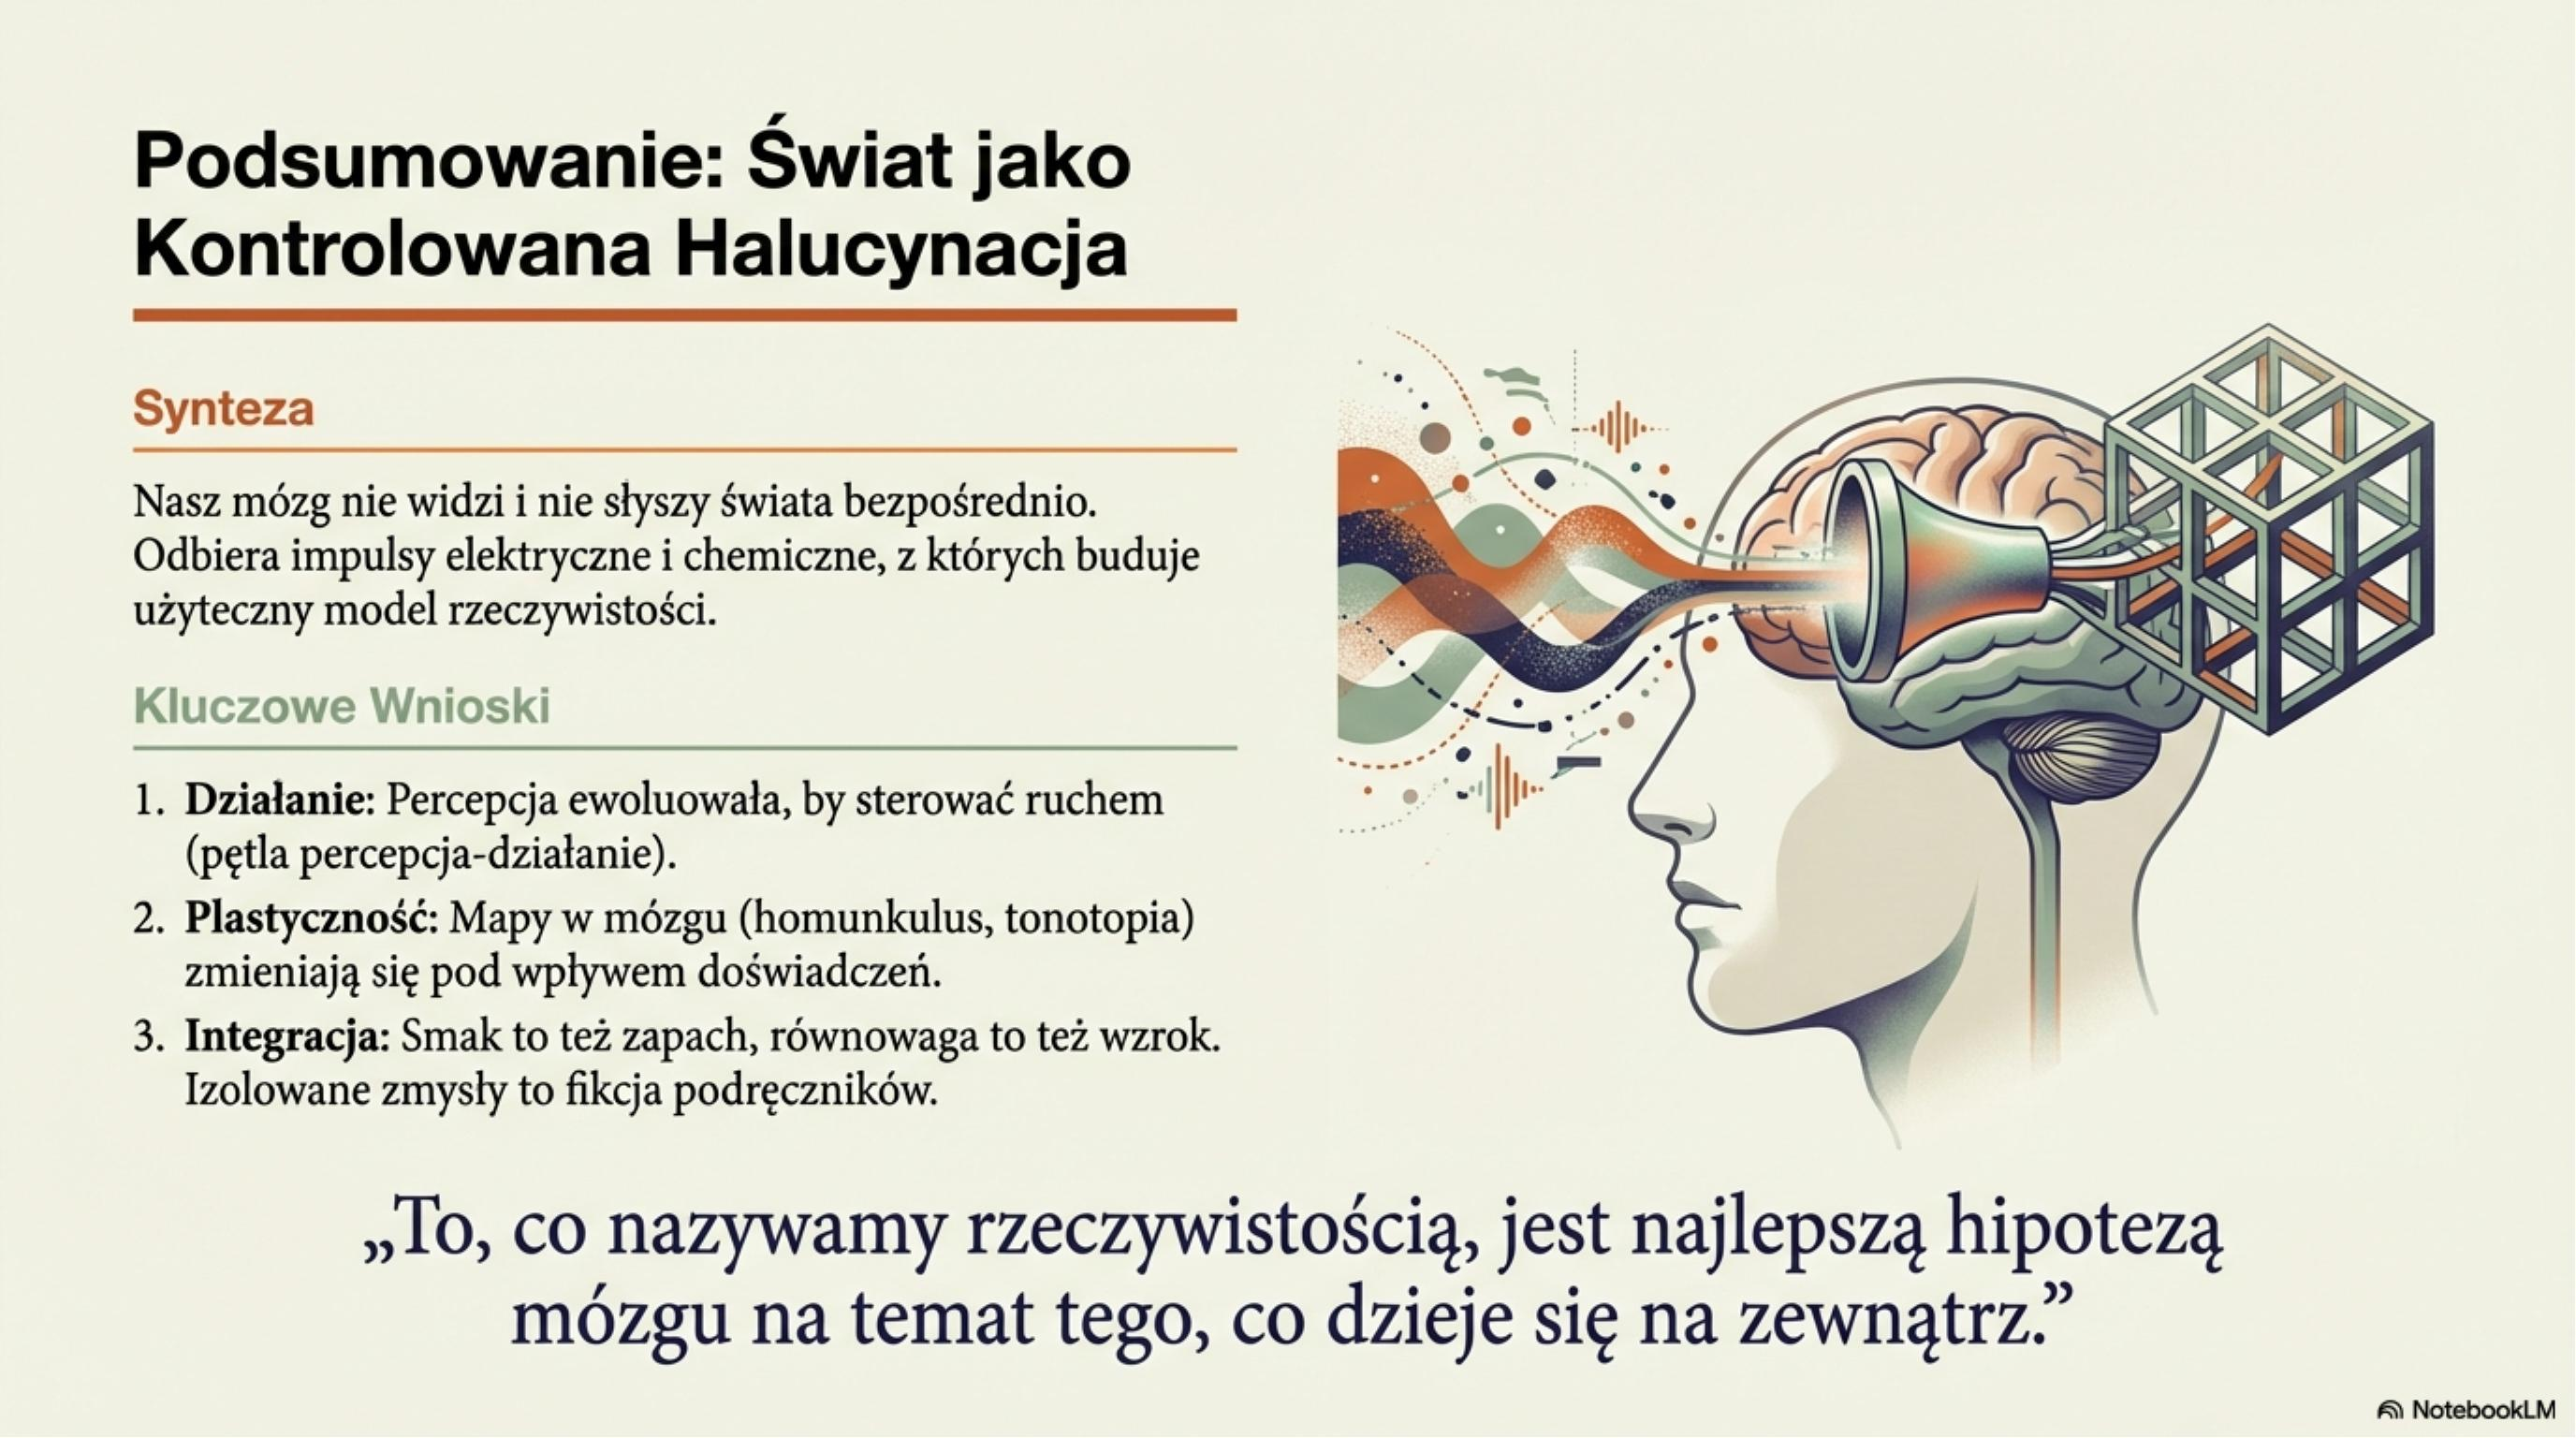 Podsumowanie: Świat jako
Kontrolowana Halucynacja
Synteza
Nasz mózg nie widzi i nie słyszy świata bezpośrednio.
Odbiera impulsy elektryczne i chemiczne, z których buduje
użyteczny model rzeczywistości.
Kluczowe Wnioski
1. Działanie: Percepcja ewoluowała, by sterować ruchem
(pętla percepcja-działanie).
2. Plastyczność: Mapy w mózgu (homunkulus, tonotopia)
zmieniają się pod wpływem doświadczeń.
3. Integracja: Smak to też zapach, równowaga to też wzrok.
Izolowane zmysły to fikcja podręczników.
„To, co nazywamy rzeczywistością, jest najlepszą hipotezą
mózgu na temat tego, co dzieje się na zewnątrz.”
NotebookLM